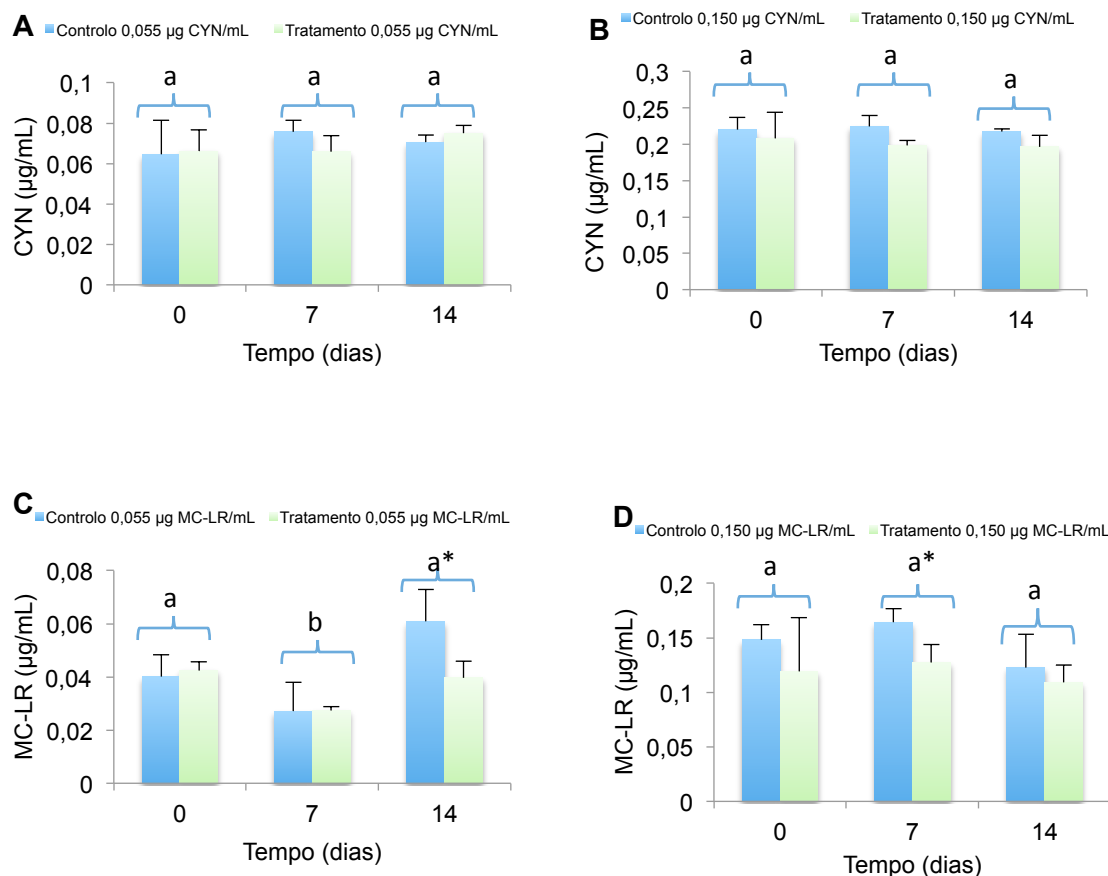 A
Controlo 0,055 µg CYN/mL Tratamento 0,055 µg CYN/mL
a a a
0,1
0,08
0,06
0,04
0,02
0
CYN (µg/mL)
0 7 14
Tempo (dias)
B
Controlo 0,150 µg CYN/mL Tratamento 0,150 µg CYN/mL
a a a
0,3
0,25
0,2
0,15
0,1
0,05
0
CYN (µg/mL)
0 7 14
Tempo (dias)
C
Controlo 0,055 µg MC-LR/mL Tratamento 0,055 µg MC-LR/mL
a b a*
0,08
0,06
0,04
0,02
0
MC-LR (µg/mL)
0 7 14
Tempo (dias)
D
Controlo 0,150 µg MC-LR/mL Tratamento 0,150 µg MC-LR/mL
a a* a
0,2
0,15
0,1
0,05
0
MC-LR (µg/mL)
0 7 14
Tempo (dias)